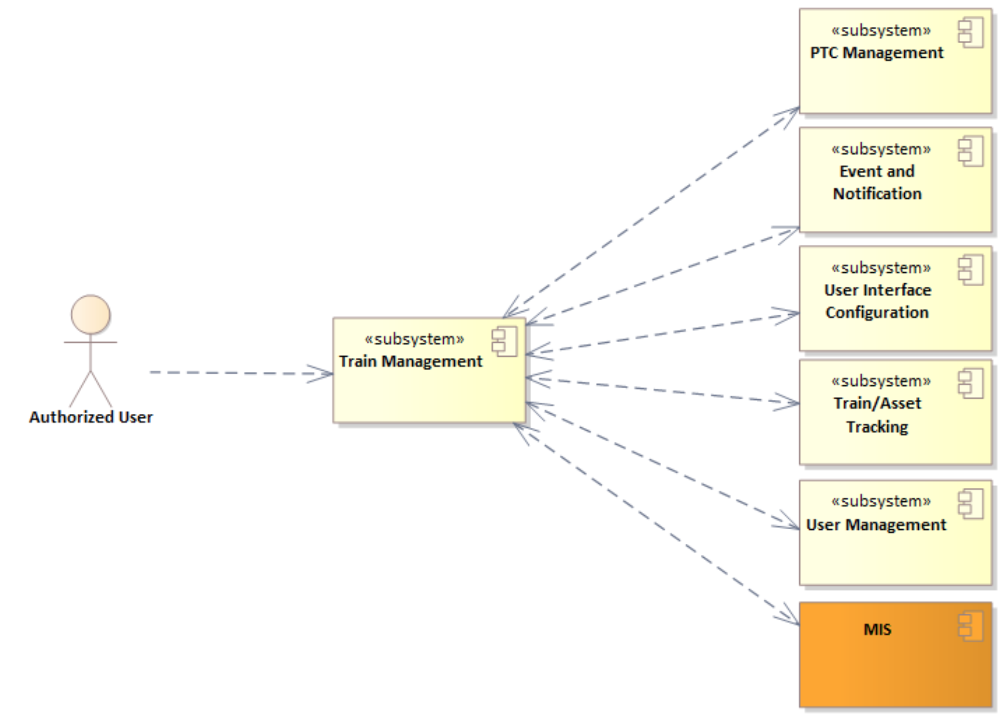 «subsystem»
PTC Management
«subsystem»
Event and
Notification
«subsystem»
User Interface
Configuration
«subsystem»
Train Management
Authorized User
«subsystem»
Train/Asset
Tracking
«subsystem»
User Management
MIS